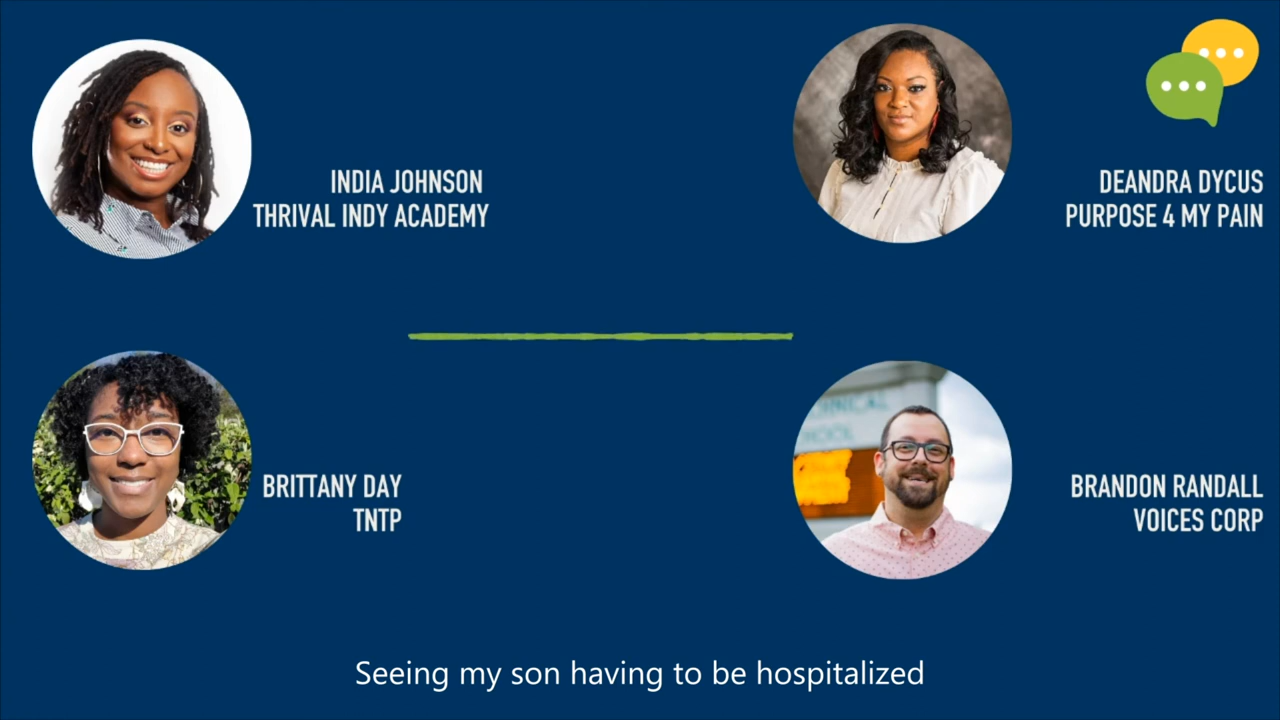 INDIA JOHNSON
THRIVAL INDY ACADEMY
DEANDRA DYCUS
PURPOSE 4 MY PAIN
BRITTANY DAY
TNTP
BRANDON RANDALL
VOICES CORP
Seeing my son having to be hospitalized